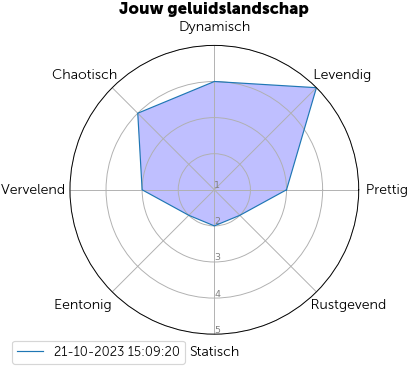 Jouw geluidslandschap
Dynamisch
Chaotisch
Levendig
Vervelend
1
Prettig
2
3
4
Eentonig
Rustgevend
5
21-10-2023 15:09:20
Statisch